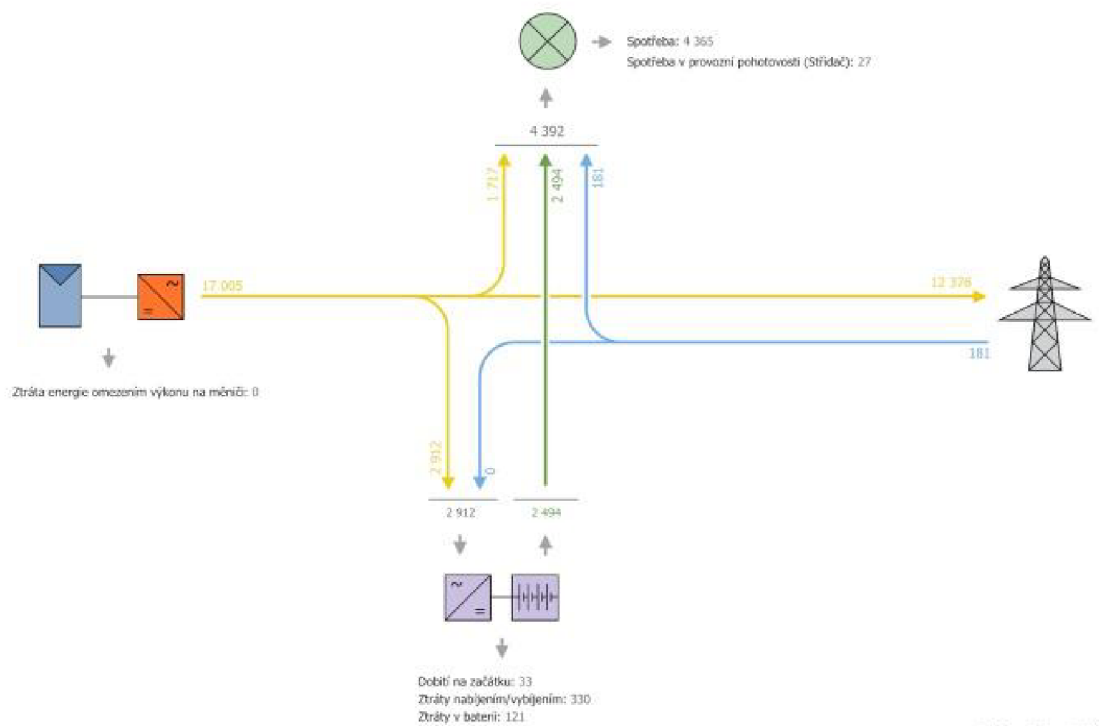 Spotřeba: 4 365
Spotřeba v provozní pohotovosti (Střídač): 27
4 392
1 717
2 494
181
17 005
12 376
181
Ztráta energie omezením výkonu na měniči: 0
2 912
0
2 912
2 494
Dobití na začátku: 33
Ztráty nabíjením/vybíjením: 330
Ztráty v baterii: 121